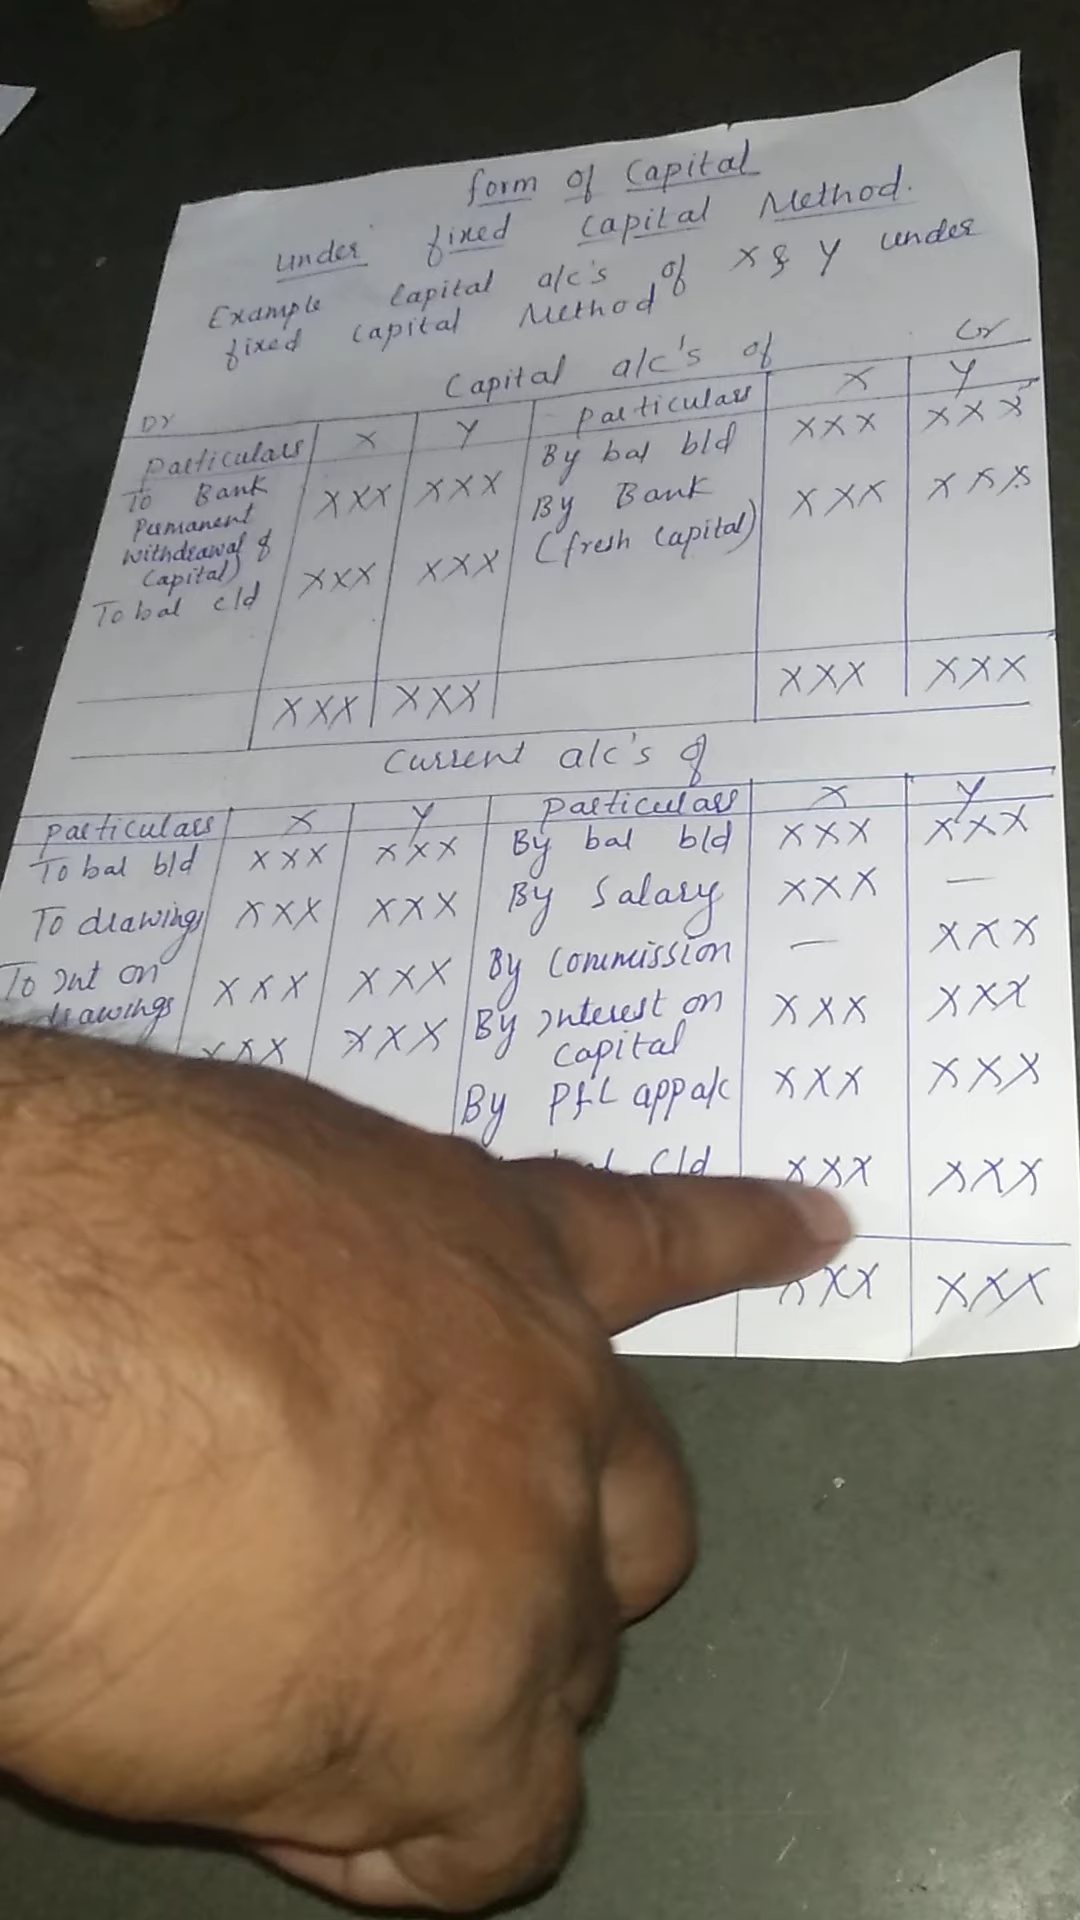 form of Capital
under fixed Capital Method.
Example Capital a/c's of X & Y under
fixed capital Method
Capital a/c's of
Dr Cr
Particulars X Y Particulars X Y
To Bank XXX XXX By bal b/d XXX XXX
Permanent
withdrawal of
Capital)
By Bank XXX XXX
(fresh Capital)
To bal c/d XXX XXX
XXX XXX XXX XXX
Current a/c's of
Particulars X Y Particulars X Y
To bal b/d XXX XXX By bal b/d XXX XXX
To drawings XXX XXX By Salary XXX —
To Int on XXX XXX By Commission — XXX
drawings
XXX XXX By Interest on XXX XXX
Capital
By P&L app a/c XXX XXX
c/d XXX XXX
XXX XXX